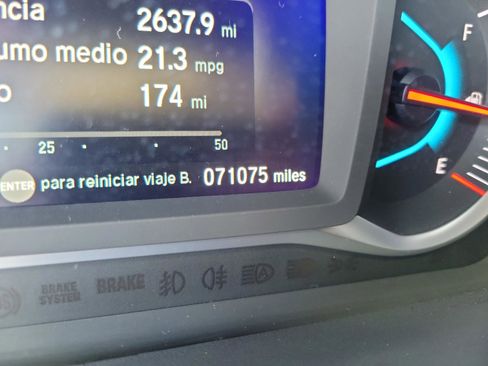 ncia 2637.9 mi
umo medio 21.3 mpg
o 174 mi
25 50
ENTER para reiniciar viaje B. 071075 miles
F
E
BRAKE SYSTEM BRAKE A